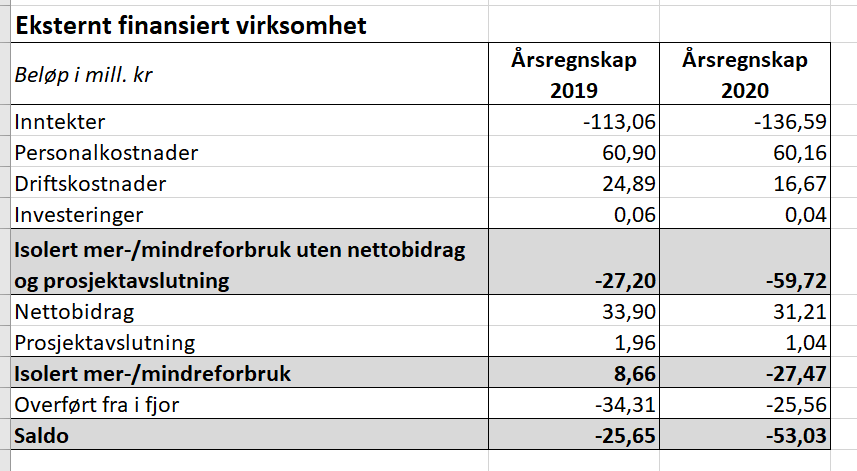 Eksternt finansiert virksomhet
Beløp i mill. kr Årsregnskap 2019 Årsregnskap 2020
Inntekter -113,06 -136,59
Personalkostnader 60,90 60,16
Driftskostnader 24,89 16,67
Investeringer 0,06 0,04
Isolert mer-/mindreforbruk uten nettobidrag
og prosjektavslutning -27,20 -59,72
Nettobidrag 33,90 31,21
Prosjektavslutning 1,96 1,04
Isolert mer-/mindreforbruk 8,66 -27,47
Overført fra i fjor -34,31 -25,56
Saldo -25,65 -53,03